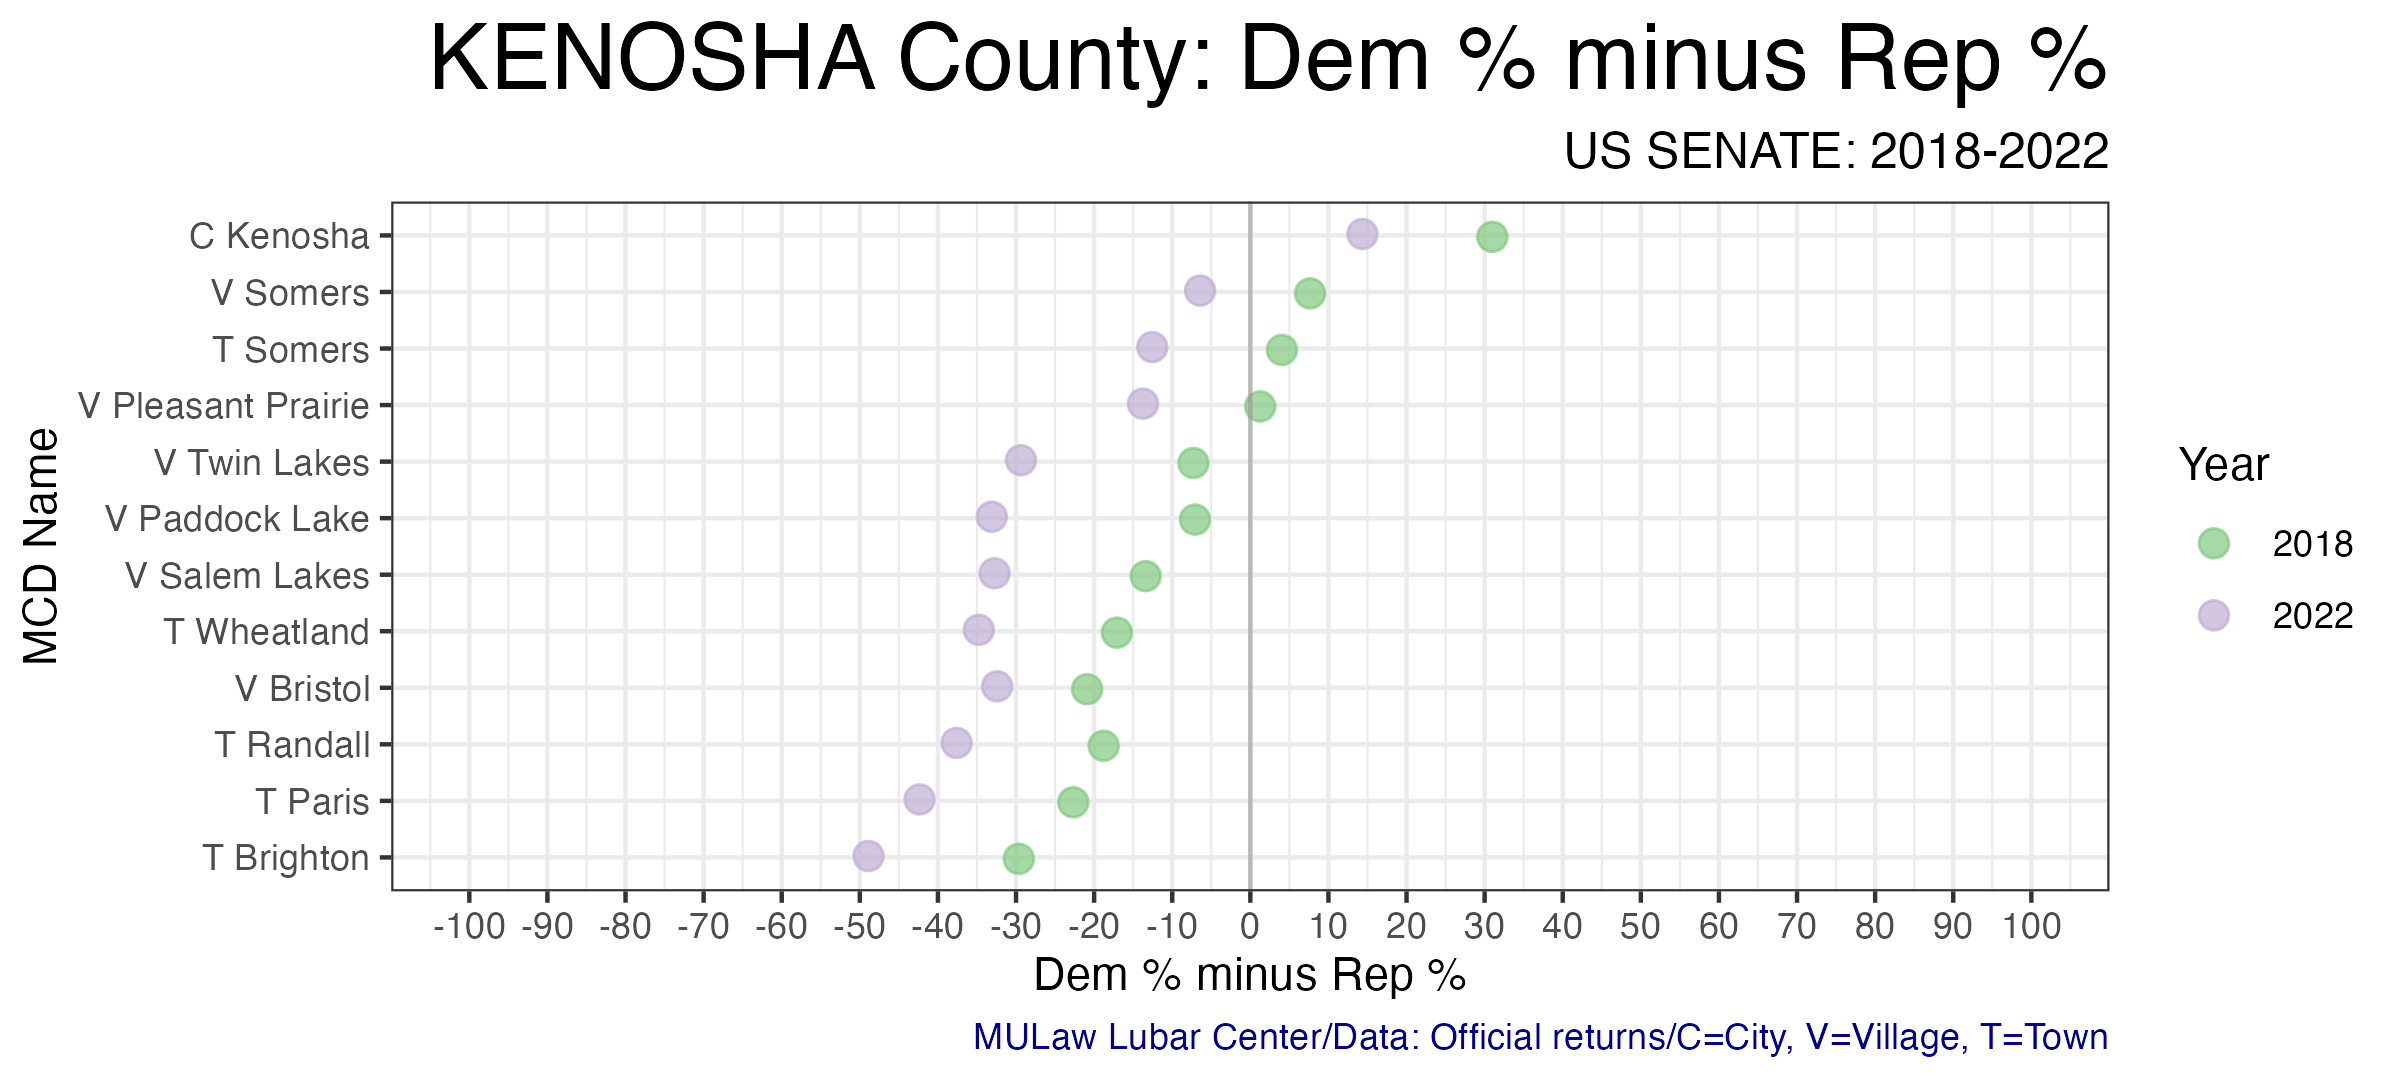 KENOSHA County: Dem % minus Rep %
US SENATE: 2018-2022
MCD Name
C Kenosha
V Somers
T Somers
V Pleasant Prairie
V Twin Lakes
V Paddock Lake
V Salem Lakes
T Wheatland
V Bristol
T Randall
T Paris
T Brighton
-100 -90 -80 -70 -60 -50 -40 -30 -20 -10 0 10 20 30 40 50 60 70 80 90 100
Dem % minus Rep %
Year
2018
2022
MULaw Lubar Center/Data: Official returns/C=City, V=Village, T=Town